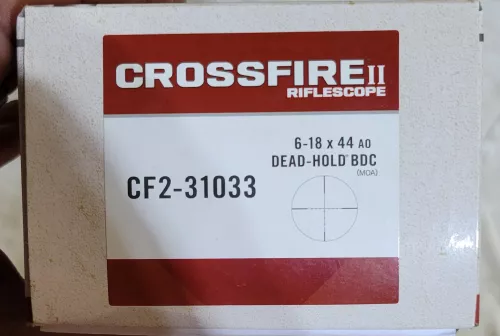 CROSSFIRE II
RIFLESCOPE
6-18 x 44 AO
DEAD-HOLD® BDC
(MOA)
CF2-31033